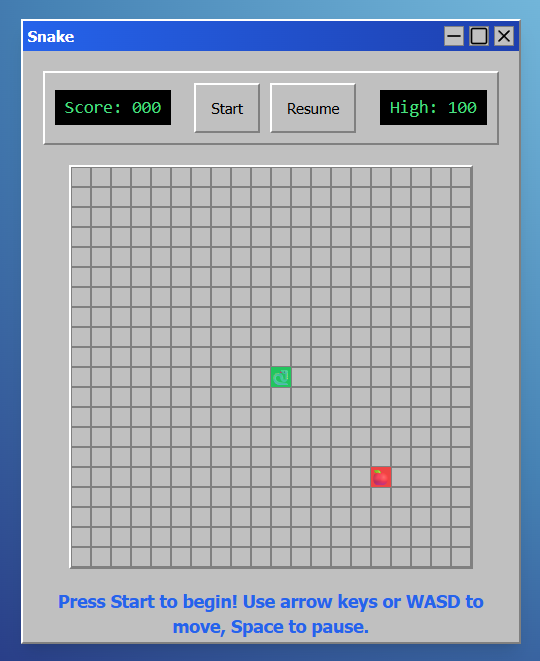 Snake
Score: 000
Start
Resume
High: 100
Press Start to begin! Use arrow keys or WASD to
move, Space to pause.